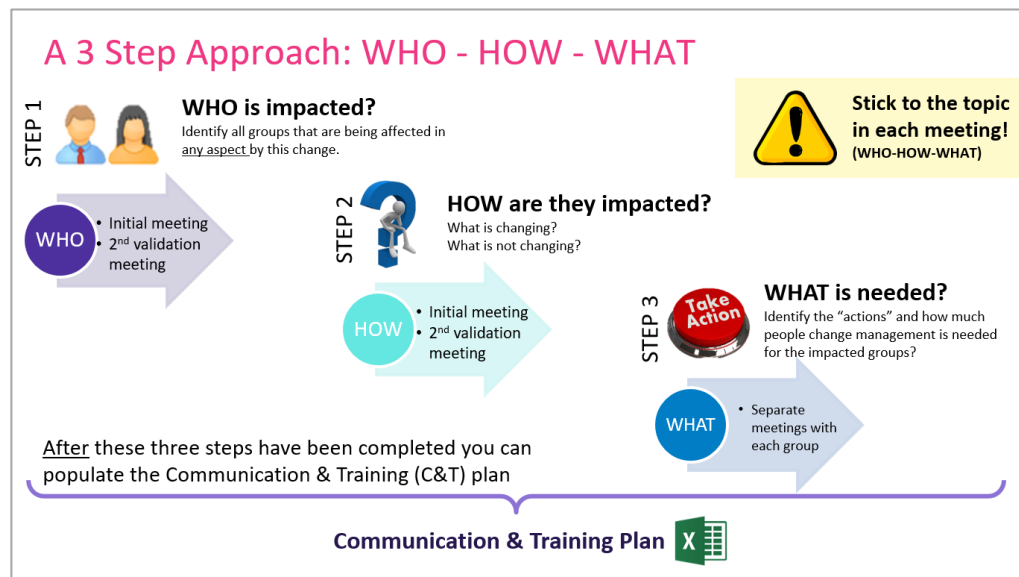 A 3 Step Approach: WHO - HOW - WHAT
STEP 1
WHO is impacted?
Identify all groups that are being affected in
any aspect by this change.
Stick to the topic
in each meeting!
(WHO-HOW-WHAT)
WHO
• Initial meeting
• 2nd validation
meeting
STEP 2
HOW are they impacted?
What is changing?
What is not changing?
HOW
• Initial meeting
• 2nd validation
meeting
STEP 3
Take
Action
WHAT is needed?
Identify the “actions” and how much
people change management is needed
for the impacted groups?
WHAT
• Separate
meetings with
each group
After these three steps have been completed you can
populate the Communication & Training (C&T) plan
Communication & Training Plan
X